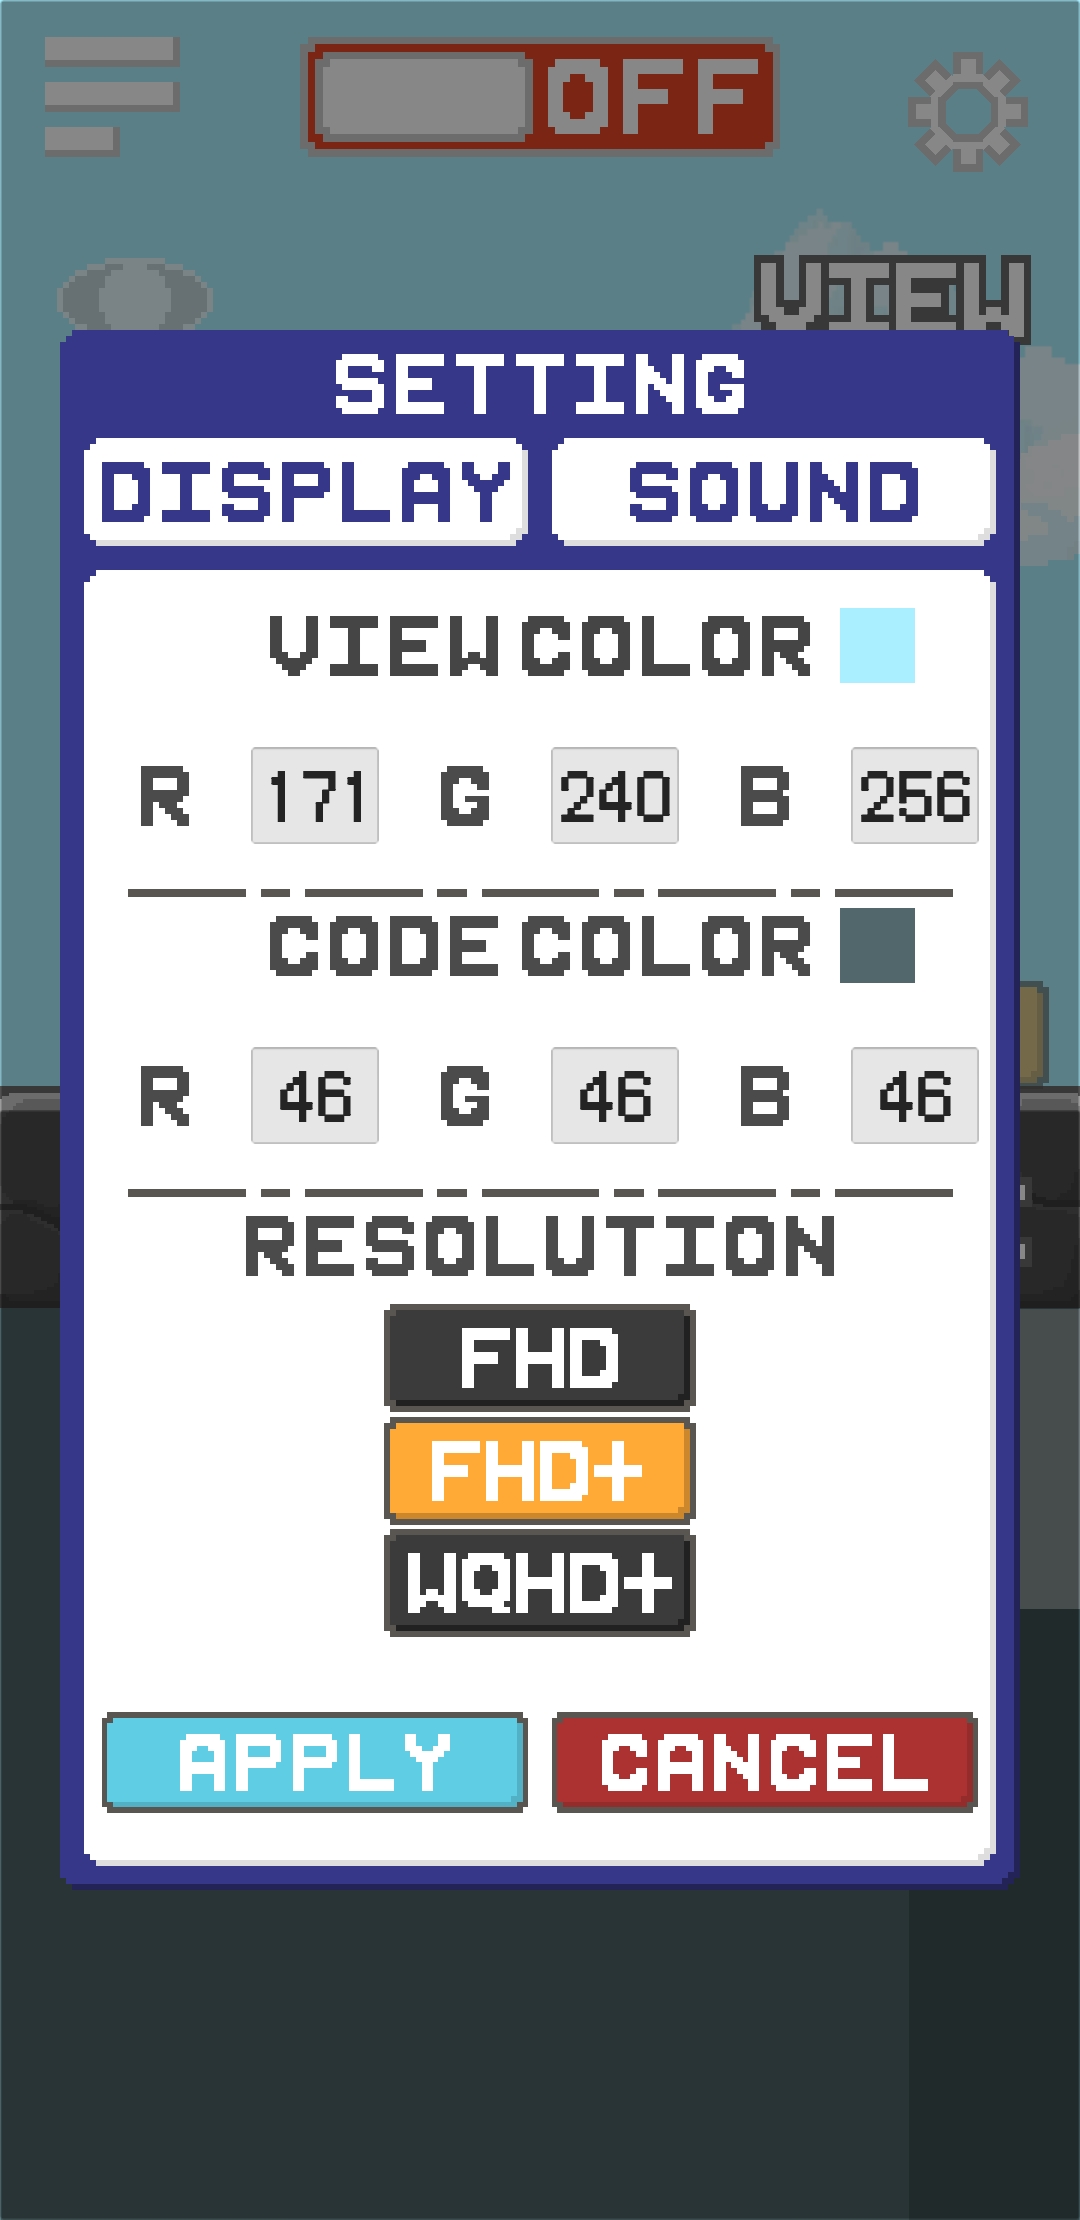 OFF
VIEW
SETTING
DISPLAY SOUND
VIEW COLOR
R 171 G 240 B 256
CODE COLOR
R 46 G 46 B 46
RESOLUTION
FHD
FHD+
WQHD+
APPLY CANCEL